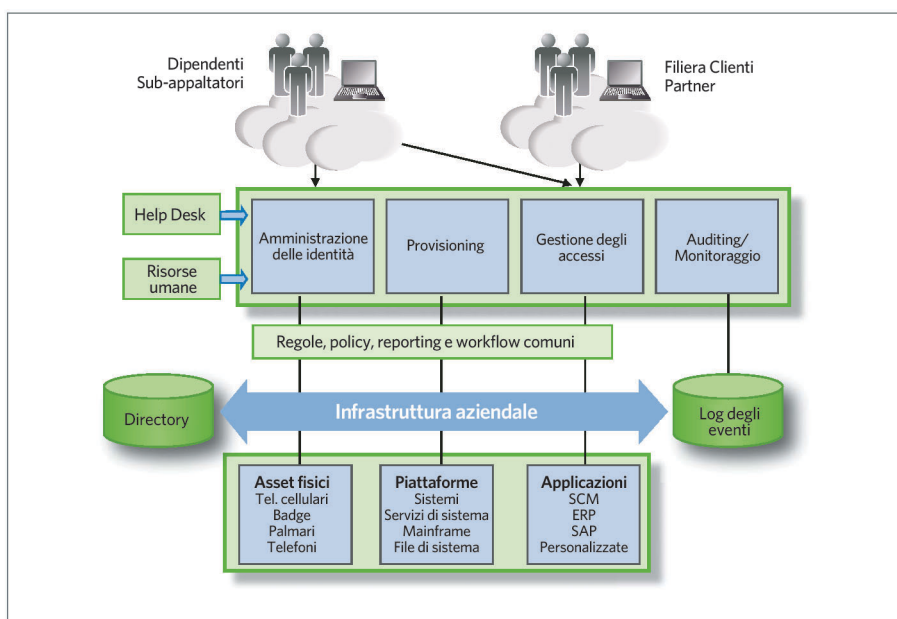 Dipendenti
Sub-appaltatori
Filiera Clienti
Partner
Help Desk
Risorse
umane
Amministrazione
delle identità
Provisioning
Gestione degli
accessi
Auditing/
Monitoraggio
Regole, policy, reporting e workflow comuni
Directory
Infrastruttura aziendale
Log degli
eventi
Asset fisici
Tel. cellulari
Badge
Palmari
Telefoni
Piattaforme
Sistemi
Servizi di sistema
Mainframe
File di sistema
Applicazioni
SCM
ERP
SAP
Personalizzate